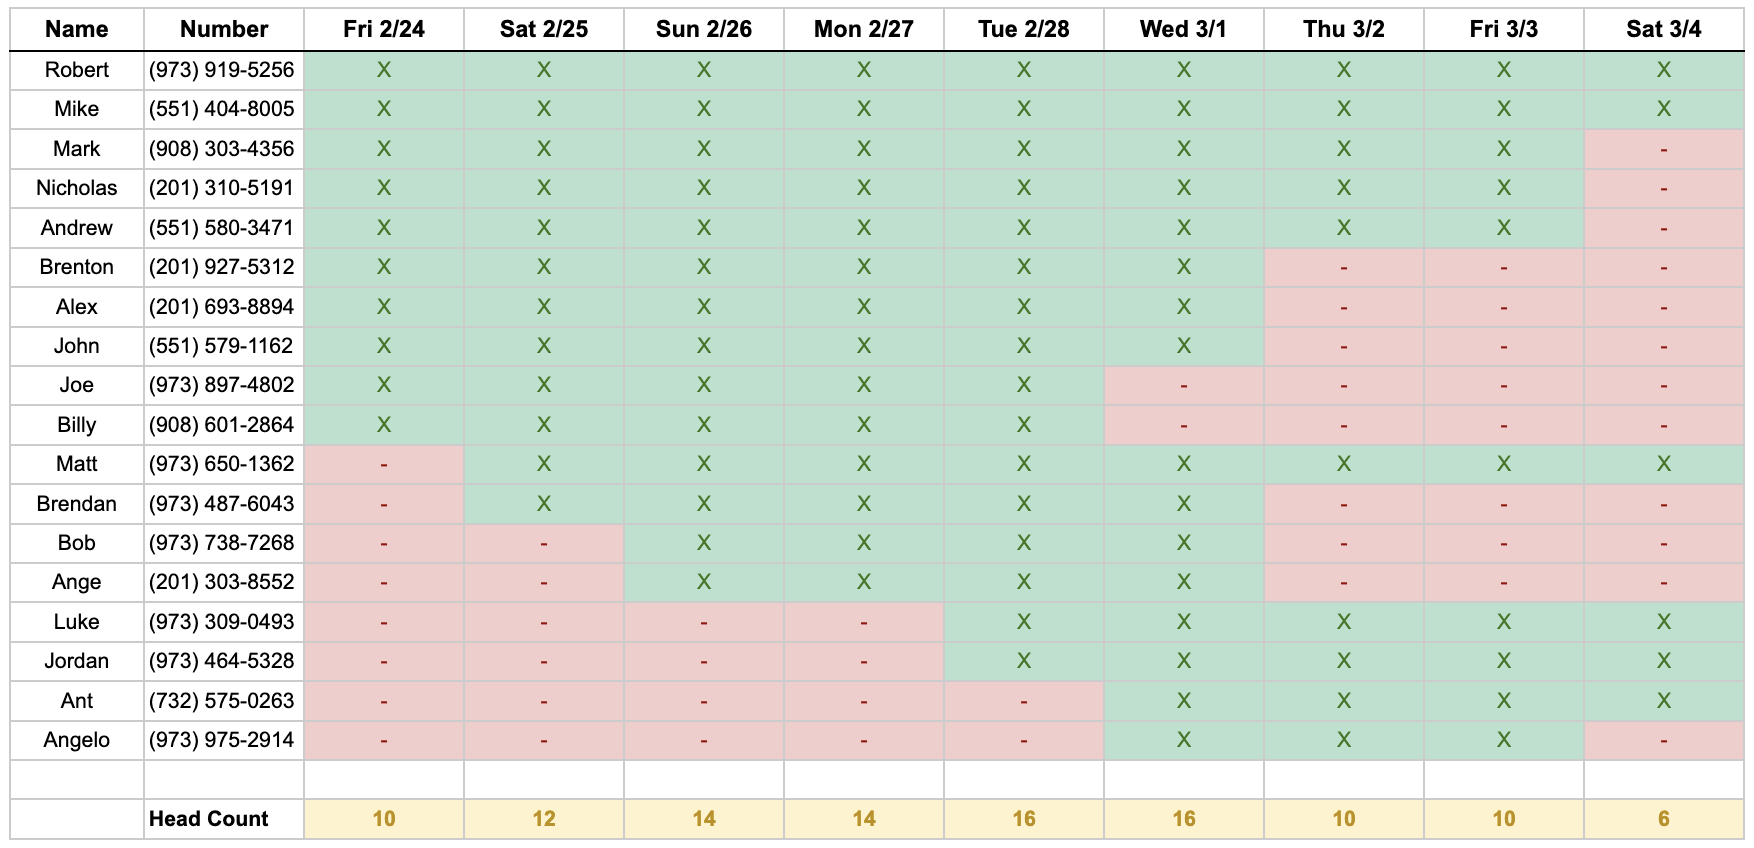 Name Number Fri 2/24 Sat 2/25 Sun 2/26 Mon 2/27 Tue 2/28 Wed 3/1 Thu 3/2 Fri 3/3 Sat 3/4
Robert (973) 919-5256 X X X X X X X X X
Mike (551) 404-8005 X X X X X X X X X
Mark (908) 303-4356 X X X X X X X X -
Nicholas (201) 310-5191 X X X X X X X X -
Andrew (551) 580-3471 X X X X X X X X -
Brenton (201) 927-5312 X X X X X X - - -
Alex (201) 693-8894 X X X X X X - - -
John (551) 579-1162 X X X X X X - - -
Joe (973) 897-4802 X X X X X - - - -
Billy (908) 601-2864 X X X X X - - - -
Matt (973) 650-1362 - X X X X X X X X
Brendan (973) 487-6043 - X X X X X - - -
Bob (973) 738-7268 - - X X X X - - -
Ange (201) 303-8552 - - X X X X - - -
Luke (973) 309-0493 - - - - X X X X X
Jordan (973) 464-5328 - - - - X X X X X
Ant (732) 575-0263 - - - - - X X X X
Angelo (973) 975-2914 - - - - - X X X -
Head Count 10 12 14 14 16 16 10 10 6